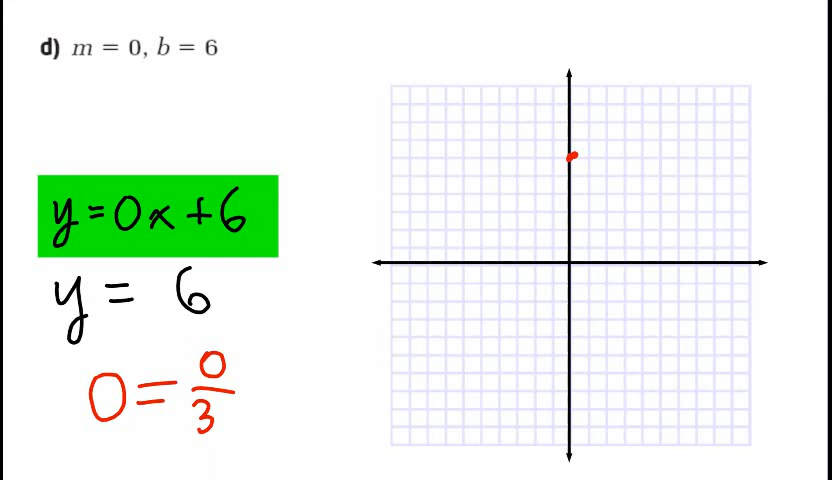 d) m = 0, b = 6
y = 0x + 6
y = 6
0 = 0/3